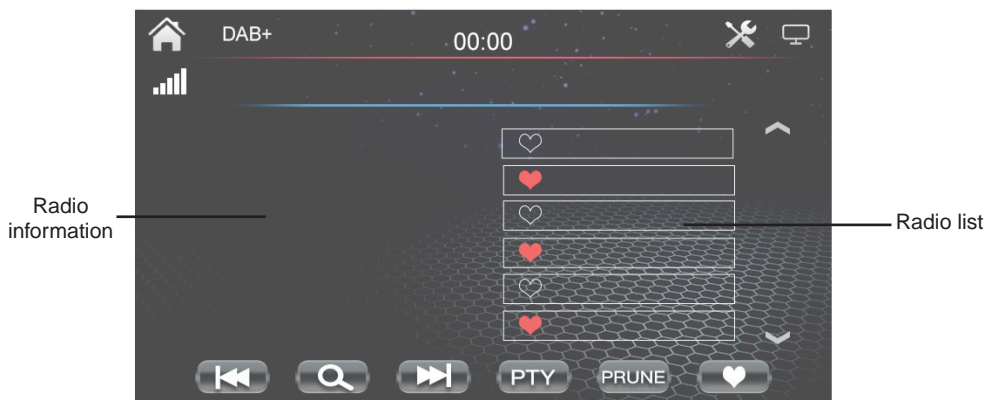 DAB+
00:00
Radio
information
Radio list
PTY
PRUNE